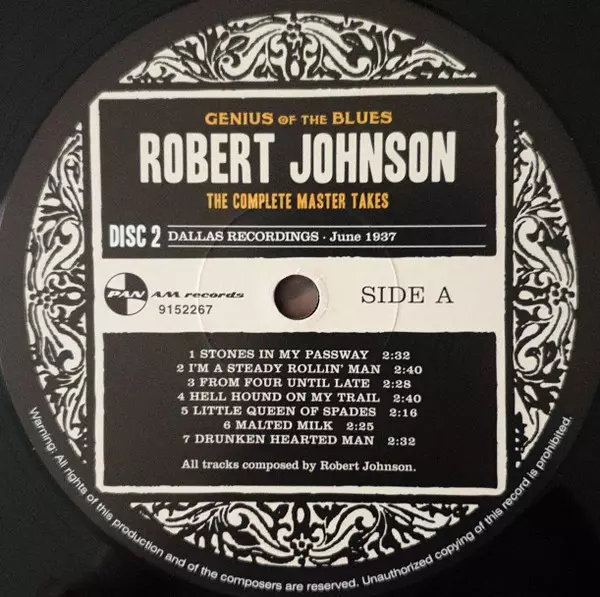 GENIUS OF THE BLUES
ROBERT JOHNSON
THE COMPLETE MASTER TAKES
DISC 2 DALLAS RECORDINGS · June 1937
PAN AM records
9152267
SIDE A
1 STONES IN MY PASSWAY 2:32
2 I'M A STEADY ROLLIN' MAN 2:40
3 FROM FOUR UNTIL LATE 2:28
4 HELL HOUND ON MY TRAIL 2:40
5 LITTLE QUEEN OF SPADES 2:16
6 MALTED MILK 2:25
7 DRUNKEN HEARTED MAN 2:32
All tracks composed by Robert Johnson.
Warning: All rights of this production and of the composers are reserved. Unauthorized copying of this record is prohibited.